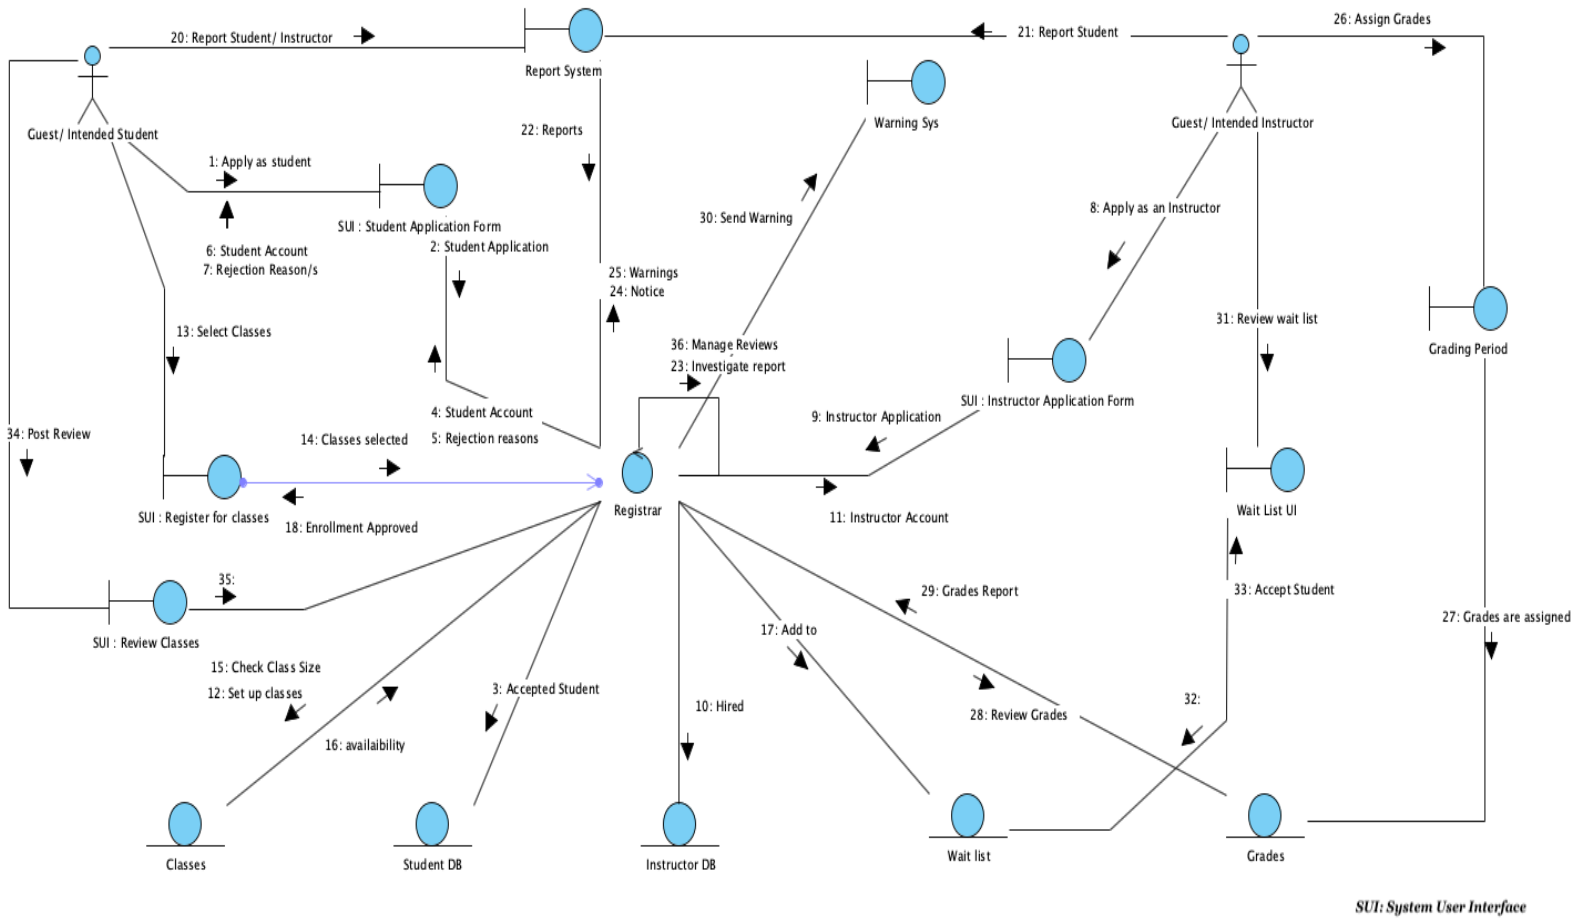 26: Assign Grades
20: Report Student/ Instructor
21: Report Student
Report System
Warning Sys
Guest/ Intended Student
22: Reports
Guest/ Intended Instructor
1: Apply as student
8: Apply as an Instructor
30: Send Warning
SUI : Student Application Form
2: Student Application
6: Student Account
7: Rejection Reason/s
25: Warnings
24: Notice
13: Select Classes
31: Review wait list
36: Manage Reviews
23: Investigate report
Grading Period
SUI : Instructor Application Form
4: Student Account
9: Instructor Application
34: Post Review
14: Classes selected
5: Rejection reasons
SUI : Register for classes
Registrar
Wait List UI
18: Enrollment Approved
11: Instructor Account
35:
29: Grades Report
33: Accept Student
27: Grades are assigned
17: Add to
SUI : Review Classes
15: Check Class Size
12: Set up classes
3: Accepted Student
32:
10: Hired
28: Review Grades
16: availaibility
Classes
Student DB
Instructor DB
Wait list
Grades
SUI: System User Interface